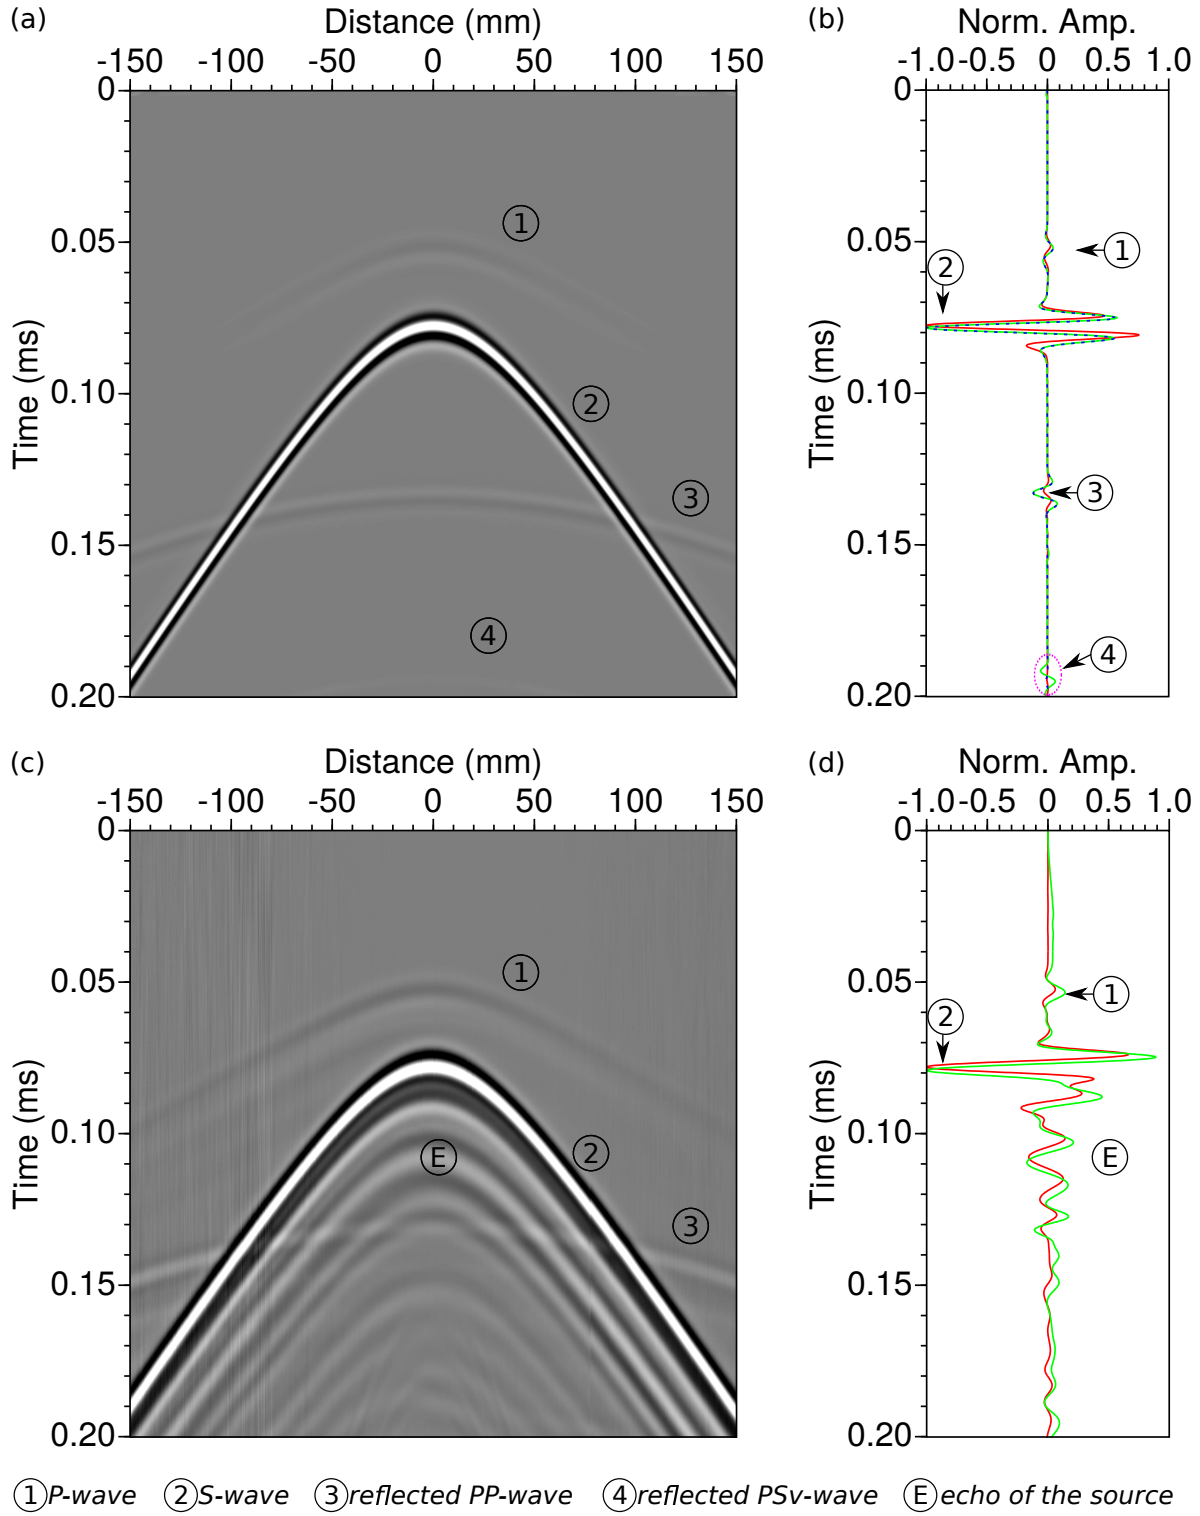 (a)
Distance (mm)
-150 -100 -50 0 50 100 150
0
0.05
0.10
0.15
0.20
Time (ms)
1
2
3
4
(b)
Norm. Amp.
-1.0 -0.5 0 0.5 1.0
0
0.05
0.10
0.15
0.20
Time (ms)
1
2
3
4
(c)
Distance (mm)
-150 -100 -50 0 50 100 150
0
0.05
0.10
0.15
0.20
Time (ms)
1
E
2
3
(d)
Norm. Amp.
-1.0 -0.5 0 0.5 1.0
0
0.05
0.10
0.15
0.20
Time (ms)
1
2
E
1 P-wave 2 S-wave 3 reflected PP-wave 4 reflected PSv-wave E echo of the source